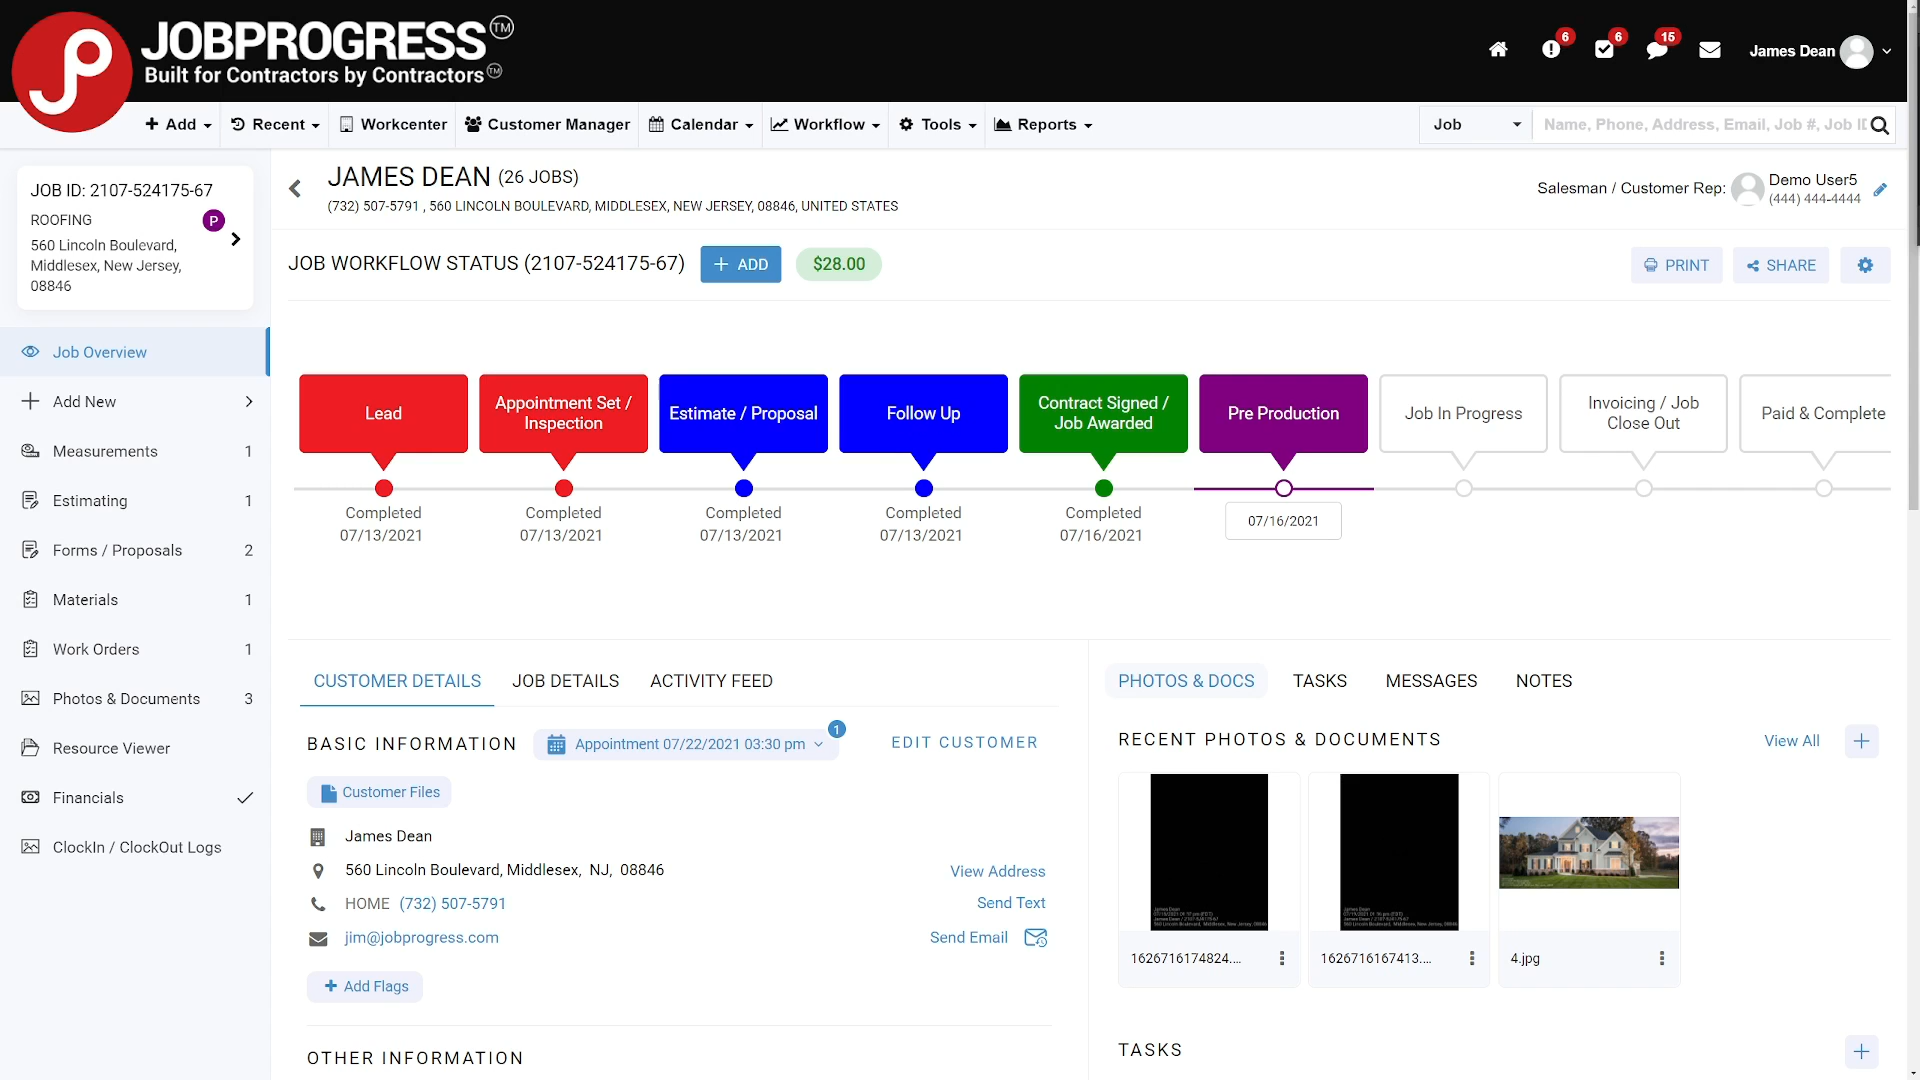 JOBPROGRESS TM
Built for Contractors by Contractors TM
6
6
15
James Dean
Add
Recent
Workcenter
Customer Manager
Calendar
Workflow
Tools
Reports
Job
Name, Phone, Address, Email, Job #, Job ID
JOB ID: 2107-524175-67
ROOFING
P
560 Lincoln Boulevard,
Middlesex, New Jersey,
08846
Job Overview
Add New
Measurements 1
Estimating 1
Forms / Proposals 2
Materials 1
Work Orders 1
Photos & Documents 3
Resource Viewer
Financials
ClockIn / ClockOut Logs
JAMES DEAN (26 JOBS)
(732) 507-5791 , 560 LINCOLN BOULEVARD, MIDDLESEX, NEW JERSEY, 08846, UNITED STATES
Salesman / Customer Rep:
Demo User5
(444) 444-4444
JOB WORKFLOW STATUS (2107-524175-67)
+ ADD
$28.00
PRINT
SHARE
Lead
Completed
07/13/2021
Appointment Set /
Inspection
Completed
07/13/2021
Estimate / Proposal
Completed
07/13/2021
Follow Up
Completed
07/13/2021
Contract Signed /
Job Awarded
Completed
07/16/2021
Pre Production
07/16/2021
Job In Progress
Invoicing / Job
Close Out
Paid & Complete
CUSTOMER DETAILS
JOB DETAILS
ACTIVITY FEED
BASIC INFORMATION
Appointment 07/22/2021 03:30 pm
1
EDIT CUSTOMER
Customer Files
James Dean
560 Lincoln Boulevard, Middlesex, NJ, 08846
View Address
HOME (732) 507-5791
Send Text
jim@jobprogress.com
Send Email
+ Add Flags
OTHER INFORMATION
PHOTOS & DOCS
TASKS
MESSAGES
NOTES
RECENT PHOTOS & DOCUMENTS
View All
+
1626716174824....
1626716167413....
4.jpg
TASKS
+